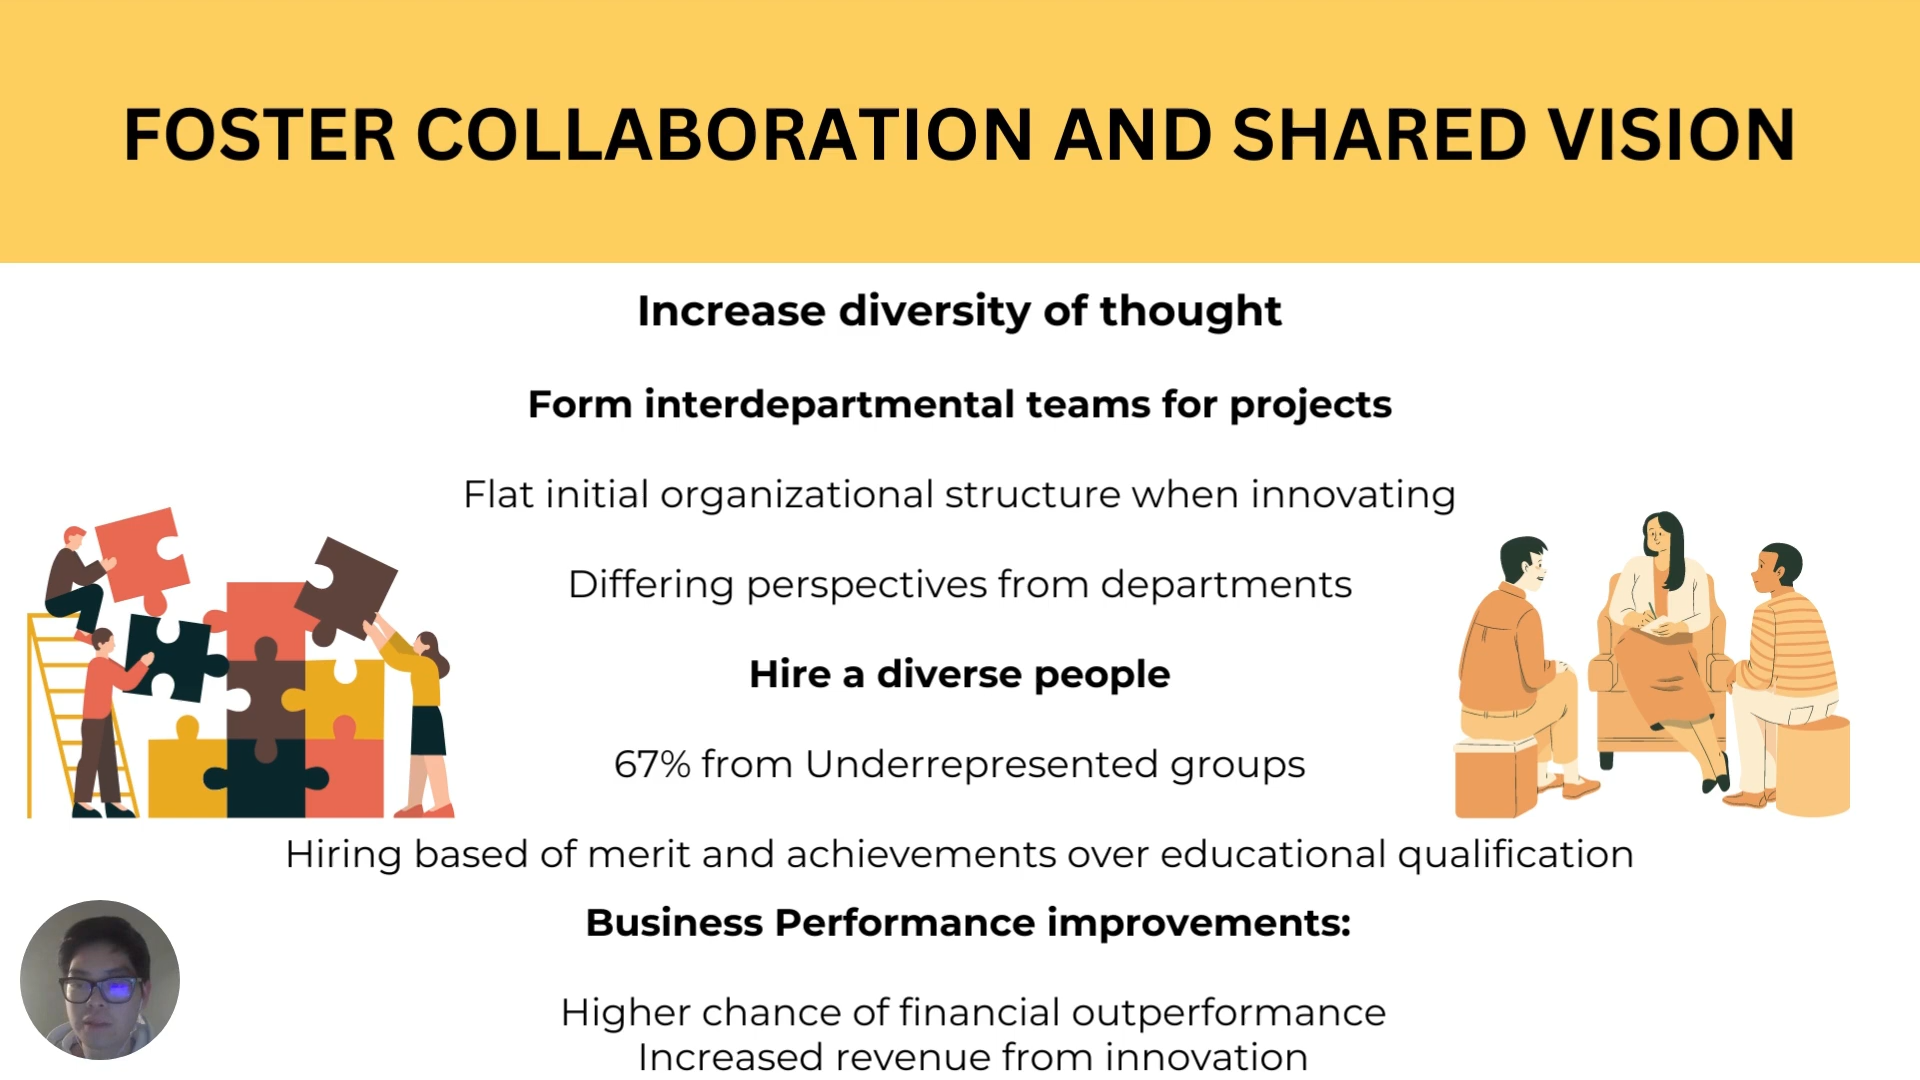 FOSTER COLLABORATION AND SHARED VISION
Increase diversity of thought
Form interdepartmental teams for projects
Flat initial organizational structure when innovating
Differing perspectives from departments
Hire a diverse people
67% from Underrepresented groups
Hiring based of merit and achievements over educational qualification
Business Performance improvements:
Higher chance of financial outperformance
Increased revenue from innovation